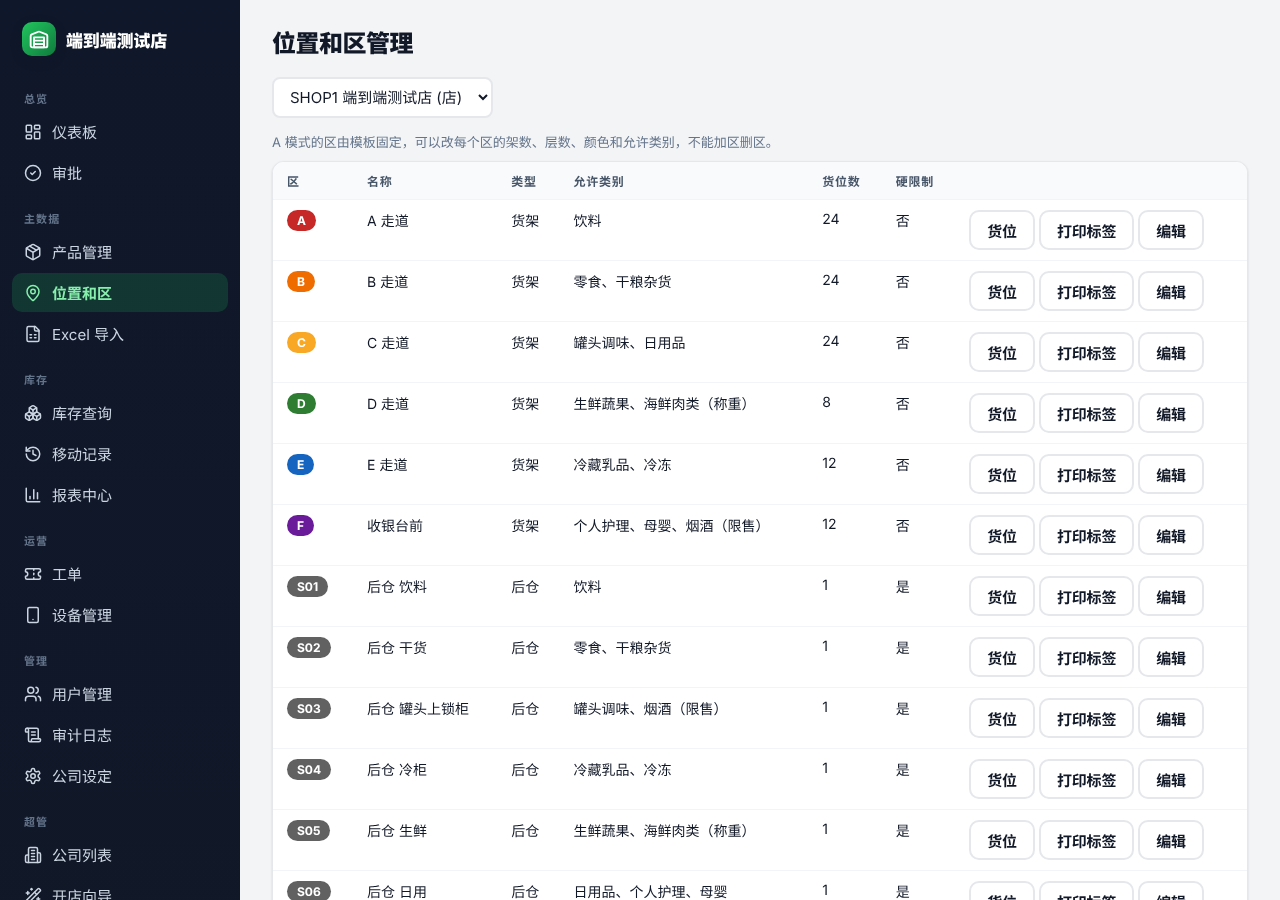 端到端测试店
总览
仪表板
审批
主数据
产品管理
位置和区
Excel 导入
库存
库存查询
移动记录
报表中心
运营
工单
设备管理
管理
用户管理
审计日志
公司设定
超管
公司列表
开店向导
位置和区管理
SHOP1 端到端测试店 (店)
A 模式的区由模板固定，可以改每个区的架数、层数、颜色和允许类别，不能加区删区。
区 名称 类型 允许类别 货位数 硬限制
A A 走道 货架 饮料 24 否 货位 打印标签 编辑
B B 走道 货架 零食、干粮杂货 24 否 货位 打印标签 编辑
C C 走道 货架 罐头调味、日用品 24 否 货位 打印标签 编辑
D D 走道 货架 生鲜蔬果、海鲜肉类（称重） 8 否 货位 打印标签 编辑
E E 走道 货架 冷藏乳品、冷冻 12 否 货位 打印标签 编辑
F 收银台前 货架 个人护理、母婴、烟酒（限售） 12 否 货位 打印标签 编辑
S01 后仓 饮料 后仓 饮料 1 是 货位 打印标签 编辑
S02 后仓 干货 后仓 零食、干粮杂货 1 是 货位 打印标签 编辑
S03 后仓 罐头上锁柜 后仓 罐头调味、烟酒（限售） 1 是 货位 打印标签 编辑
S04 后仓 冷柜 后仓 冷藏乳品、冷冻 1 是 货位 打印标签 编辑
S05 后仓 生鲜 后仓 生鲜蔬果、海鲜肉类（称重） 1 是 货位 打印标签 编辑
S06 后仓 日用 后仓 日用品、个人护理、母婴 1 是 货位 打印标签 编辑